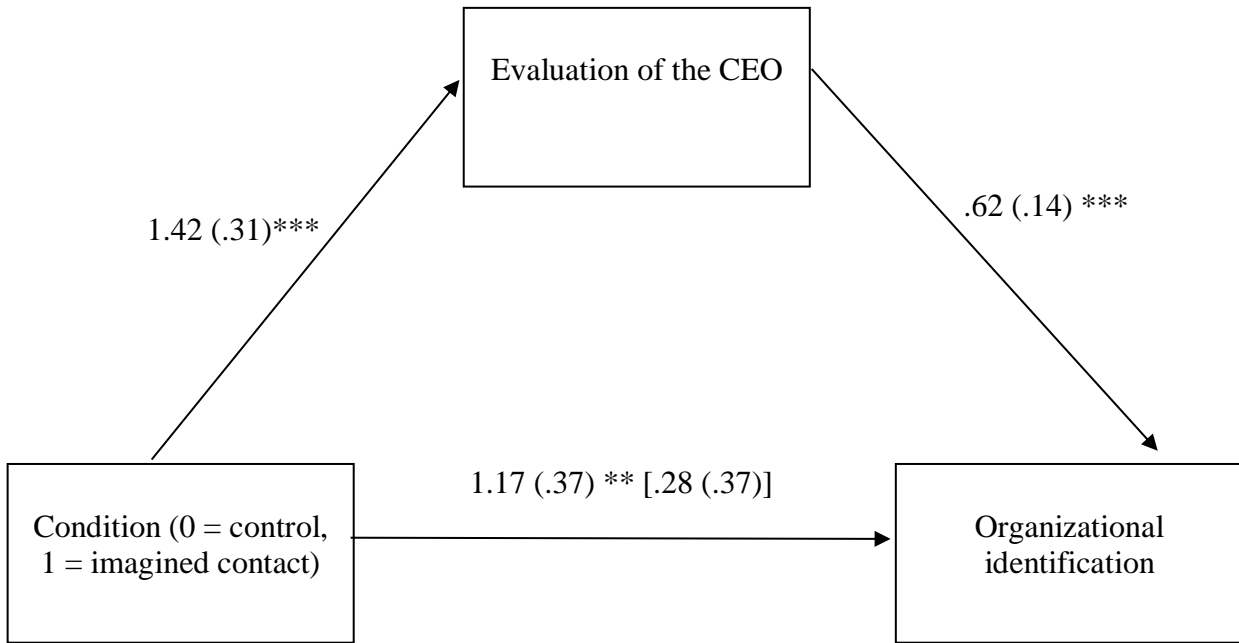 Evaluation of the CEO
1.42 (.31)***
.62 (.14) ***
1.17 (.37) ** [.28 (.37)]
Condition (0 = control,
1 = imagined contact)
Organizational
identification